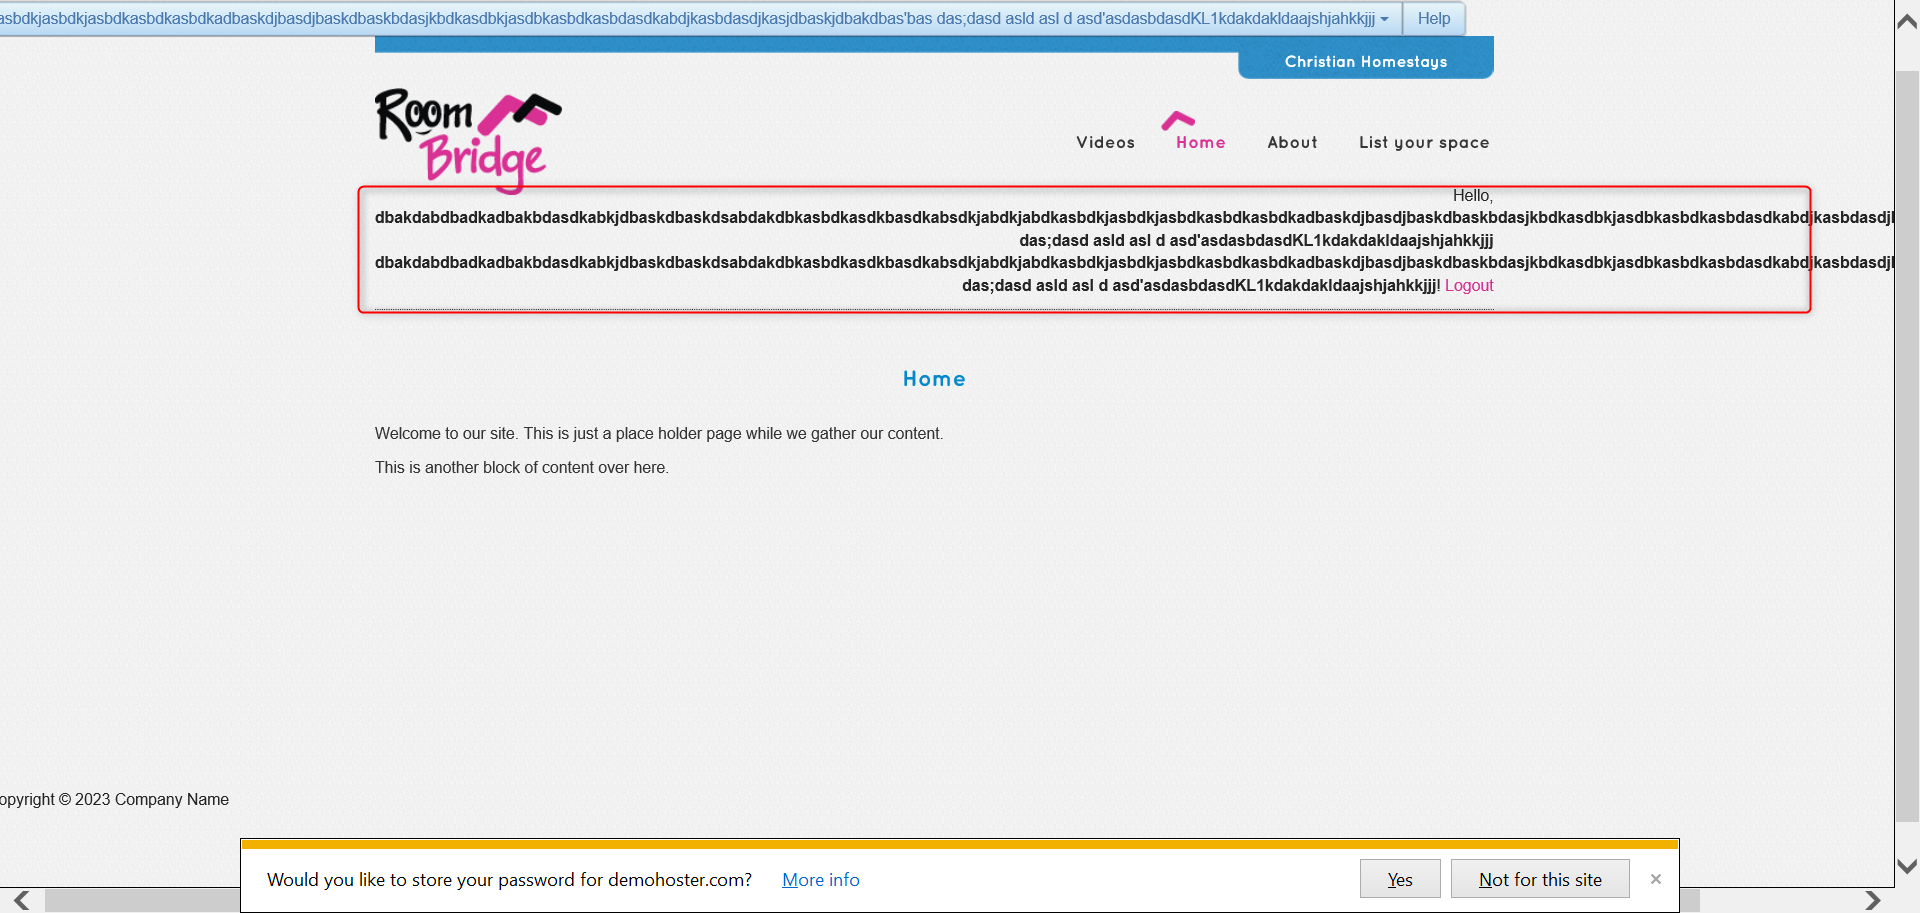 asbdkjasbdkjasbdkasbdkasbdkadbaskdjbasdjbaskdbaskbdasjkbdkasdbkjasdbkasbdkasbdasdkabdjkasbdasdjkasjdbaskjdbakdbas'bas das;dasd asld asl d asd'asdasbdasdKL1kdakdakldaajshjahkkjjj Help
Christian Homestays
Room
Bridge
Videos Home About List your space
Hello,
dbakdabdbadkadbakbdasdkabkjdbaskdbaskdsabdakdbkasbdkasdkbasdkabsdkjabdkjabdkasbdkjasbdkjasbdkasbdkasbdkadbaskdjbasdjbaskdbaskbdasjkbdkasdbkjasdbkasbdkasbdasdkabdjkasbdasdj
das;dasd asld asl d asd'asdasbdasdKL1kdakdakldaajshjahkkjjj
dbakdabdbadkadbakbdasdkabkjdbaskdbaskdsabdakdbkasbdkasdkbasdkabsdkjabdkjabdkasbdkjasbdkjasbdkasbdkasbdkadbaskdjbasdjbaskdbaskbdasjkbdkasdbkjasdbkasbdkasbdasdkabdjkasbdasdj
das;dasd asld asl d asd'asdasbdasdKL1kdakdakldaajshjahkkjjj! Logout
Home
Welcome to our site. This is just a place holder page while we gather our content.
This is another block of content over here.
opyright © 2023 Company Name
Would you like to store your password for demohoster.com? More info Yes Not for this site